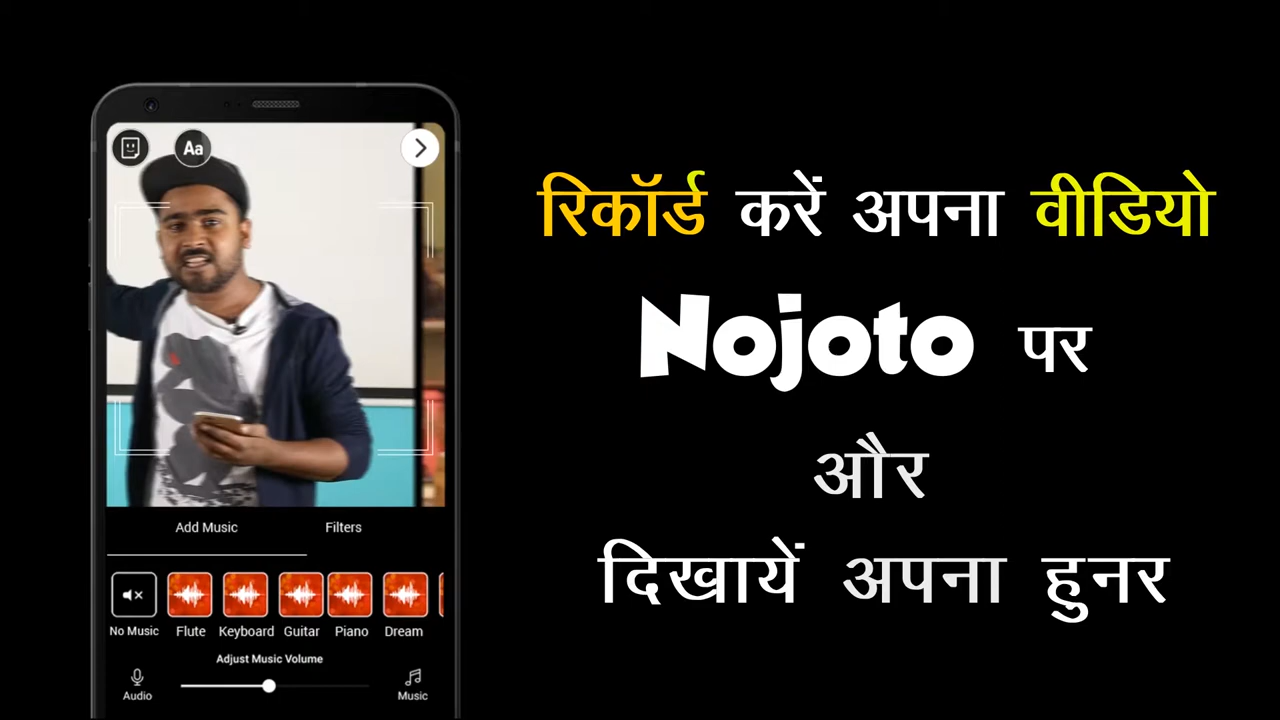 Aa
रिकॉर्ड करें अपना वीडियो
Nojoto पर
और
दिखायें अपना हुनर
Add Music Filters
No Music Flute Keyboard Guitar Piano Dream
Adjust Music Volume
Audio Music